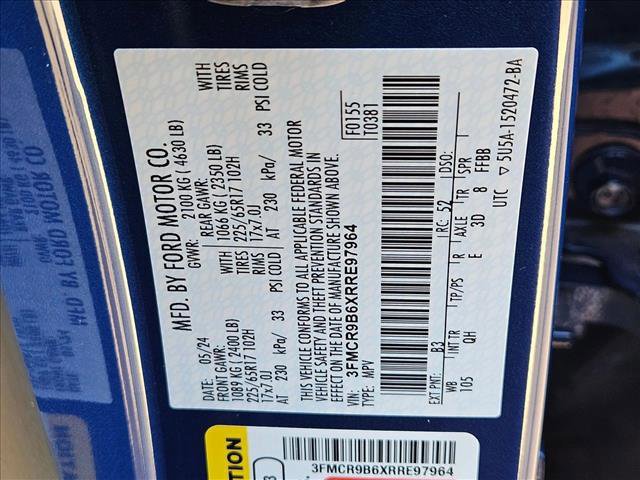 MFD. BY FORD MOTOR CO.
05/24 GVWR: 2100 KG ( 4630 LB)
FRONT GAWR: REAR GAWR:
1089 KG (2400 LB) 1066 KG (2350 LB) WITH
225/65R17 102H TIRES 225/65R17 102H TIRES
17x7.0J RIMS 17x7.0J RIMS
AT 230 kPa/ 33 PSI COLD AT 230 kPa/ 33 PSI COLD
THIS VEHICLE CONFORMS TO ALL APPLICABLE FEDERAL MOTOR
VEHICLE SAFETY AND THEFT PREVENTION STANDARDS IN
EFFECT ON THE DATE OF MANUFACTURE SHOWN ABOVE.
VIN: 3FMCR9B6XRRE97964 F0155
TYPE: MPV T0381
EXT PNT: B3 RC: 52 DSO:
WB INT TR TP/PS R AXLE TR SPR
105 QH E 3D 8 FFBB
UTC ▽ 5U5A-1520472-BA
3FMCR9B6XRRE97964